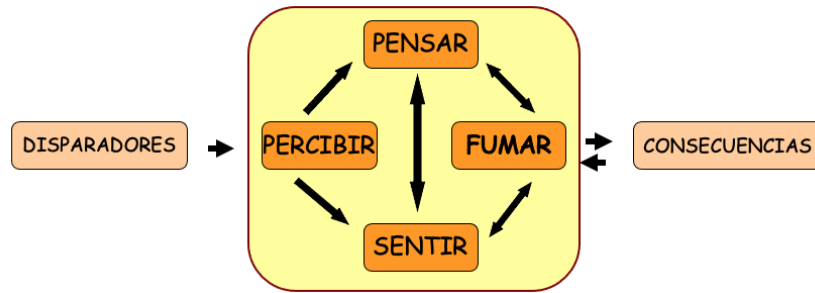 PENSAR
DISPARADORES
PERCIBIR
FUMAR
CONSECUENCIAS
SENTIR